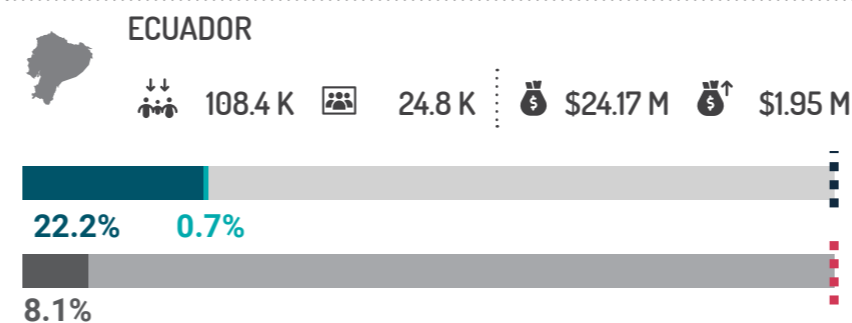 ECUADOR
108.4 K 24.8 K $24.17 M $1.95 M
22.2% 0.7%
8.1%